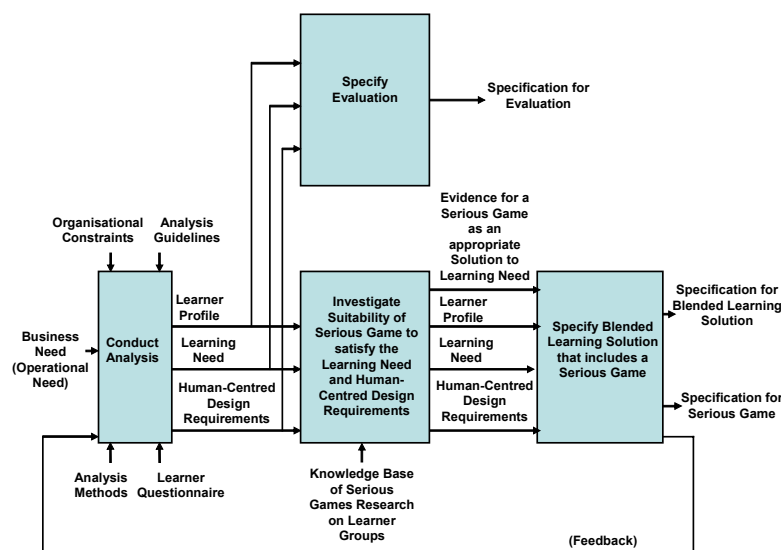 Specify
Evaluation
Specification for
Evaluation
Evidence for a
Serious Game
as an
appropriate
Solution to
Learning Need
Organisational
Constraints
Analysis
Guidelines
Business
Need
(Operational
Need)
Conduct
Analysis
Learner
Profile
Learning
Need
Human-Centred
Design
Requirements
Investigate
Suitability of
Serious Game to
satisfy the
Learning Need
and Human-
Centred Design
Requirements
Learner
Profile
Learning
Need
Human-Centred
Design
Requirements
Specify Blended
Learning Solution
that includes a
Serious Game
Specification for
Blended Learning
Solution
Specification for
Serious Game
Analysis
Methods
Learner
Questionnaire
Knowledge Base
of Serious
Games Research
on Learner
Groups
(Feedback)